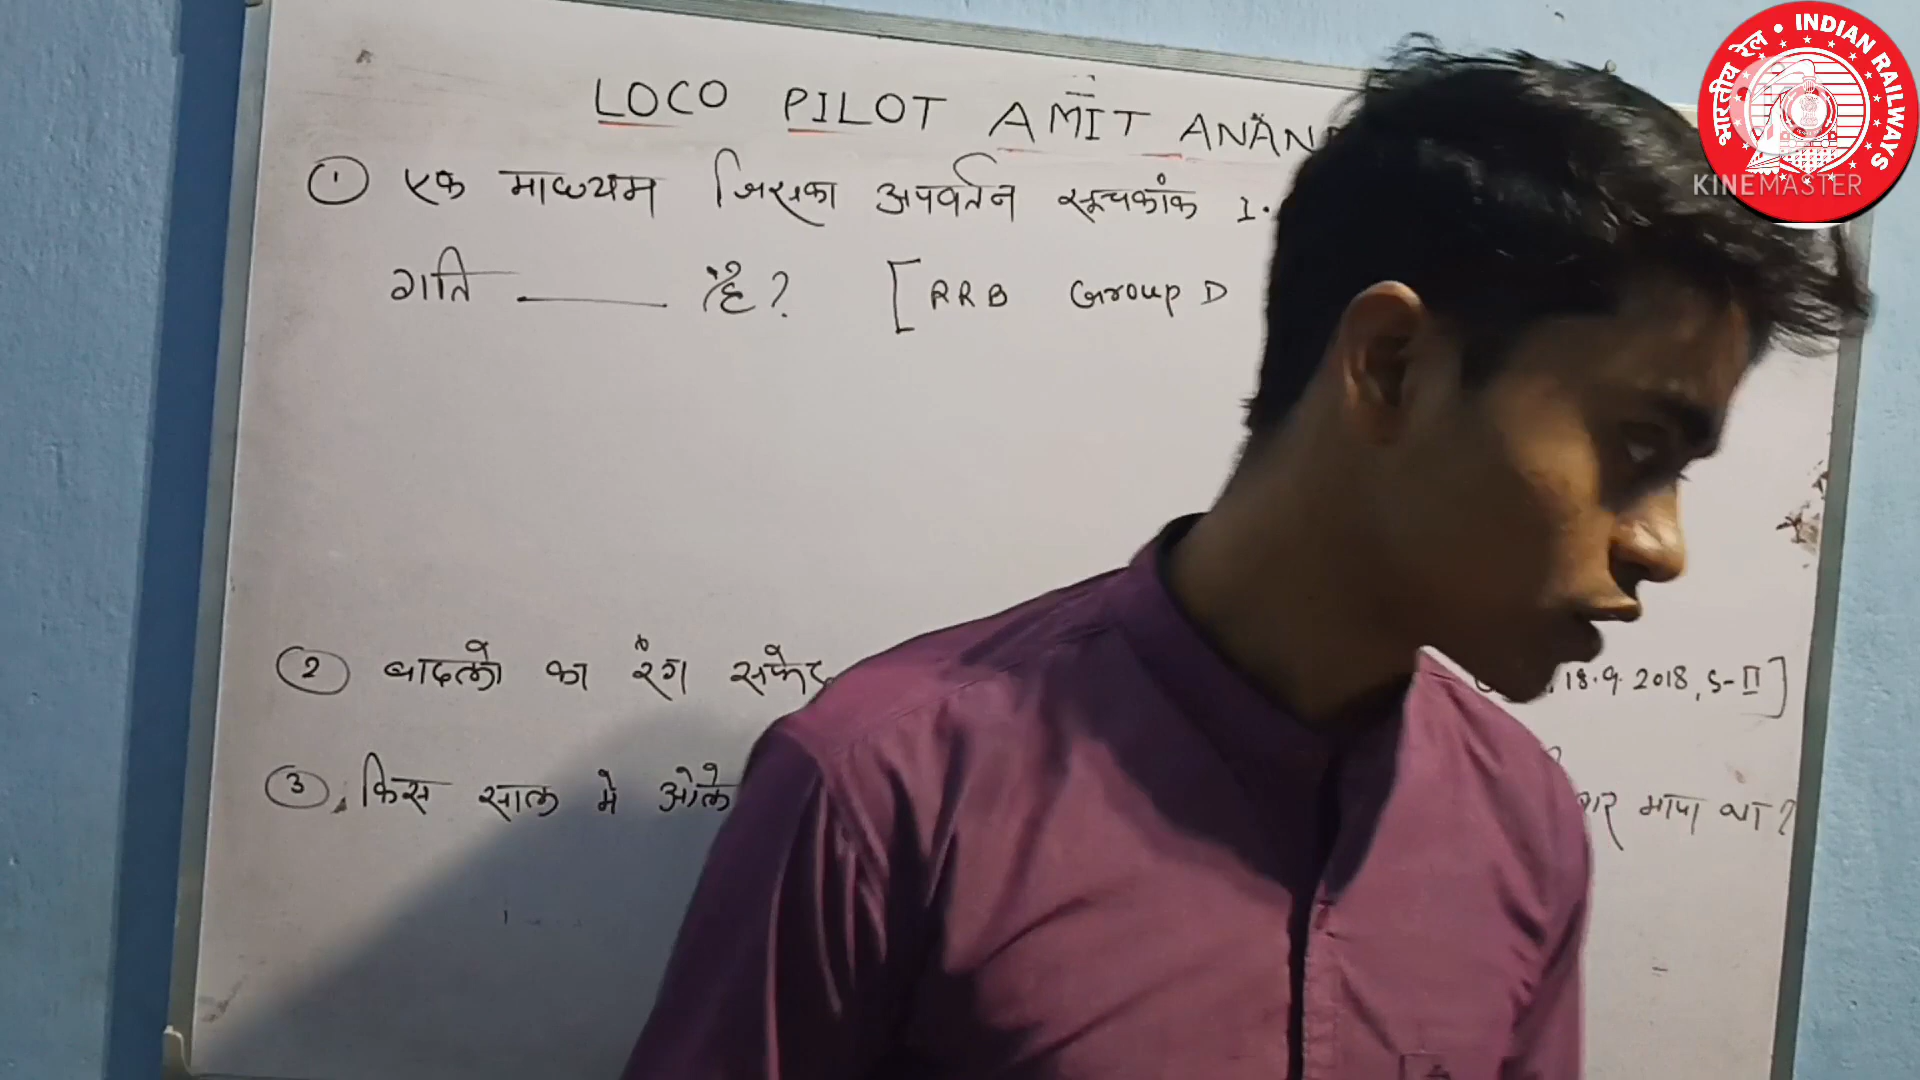 LOCO PILOT AMIT ANAN
① एक माध्यम जिसका अपवर्तन सूचकांक 1.
गति ______ है? [RRB Group D
② बादलो का रंग सफेद 18.9.2018, S-II]
③ किस साल मे ओले मापा था?
भारतीय रेल • INDIAN RAILWAYS
KINEMASTER